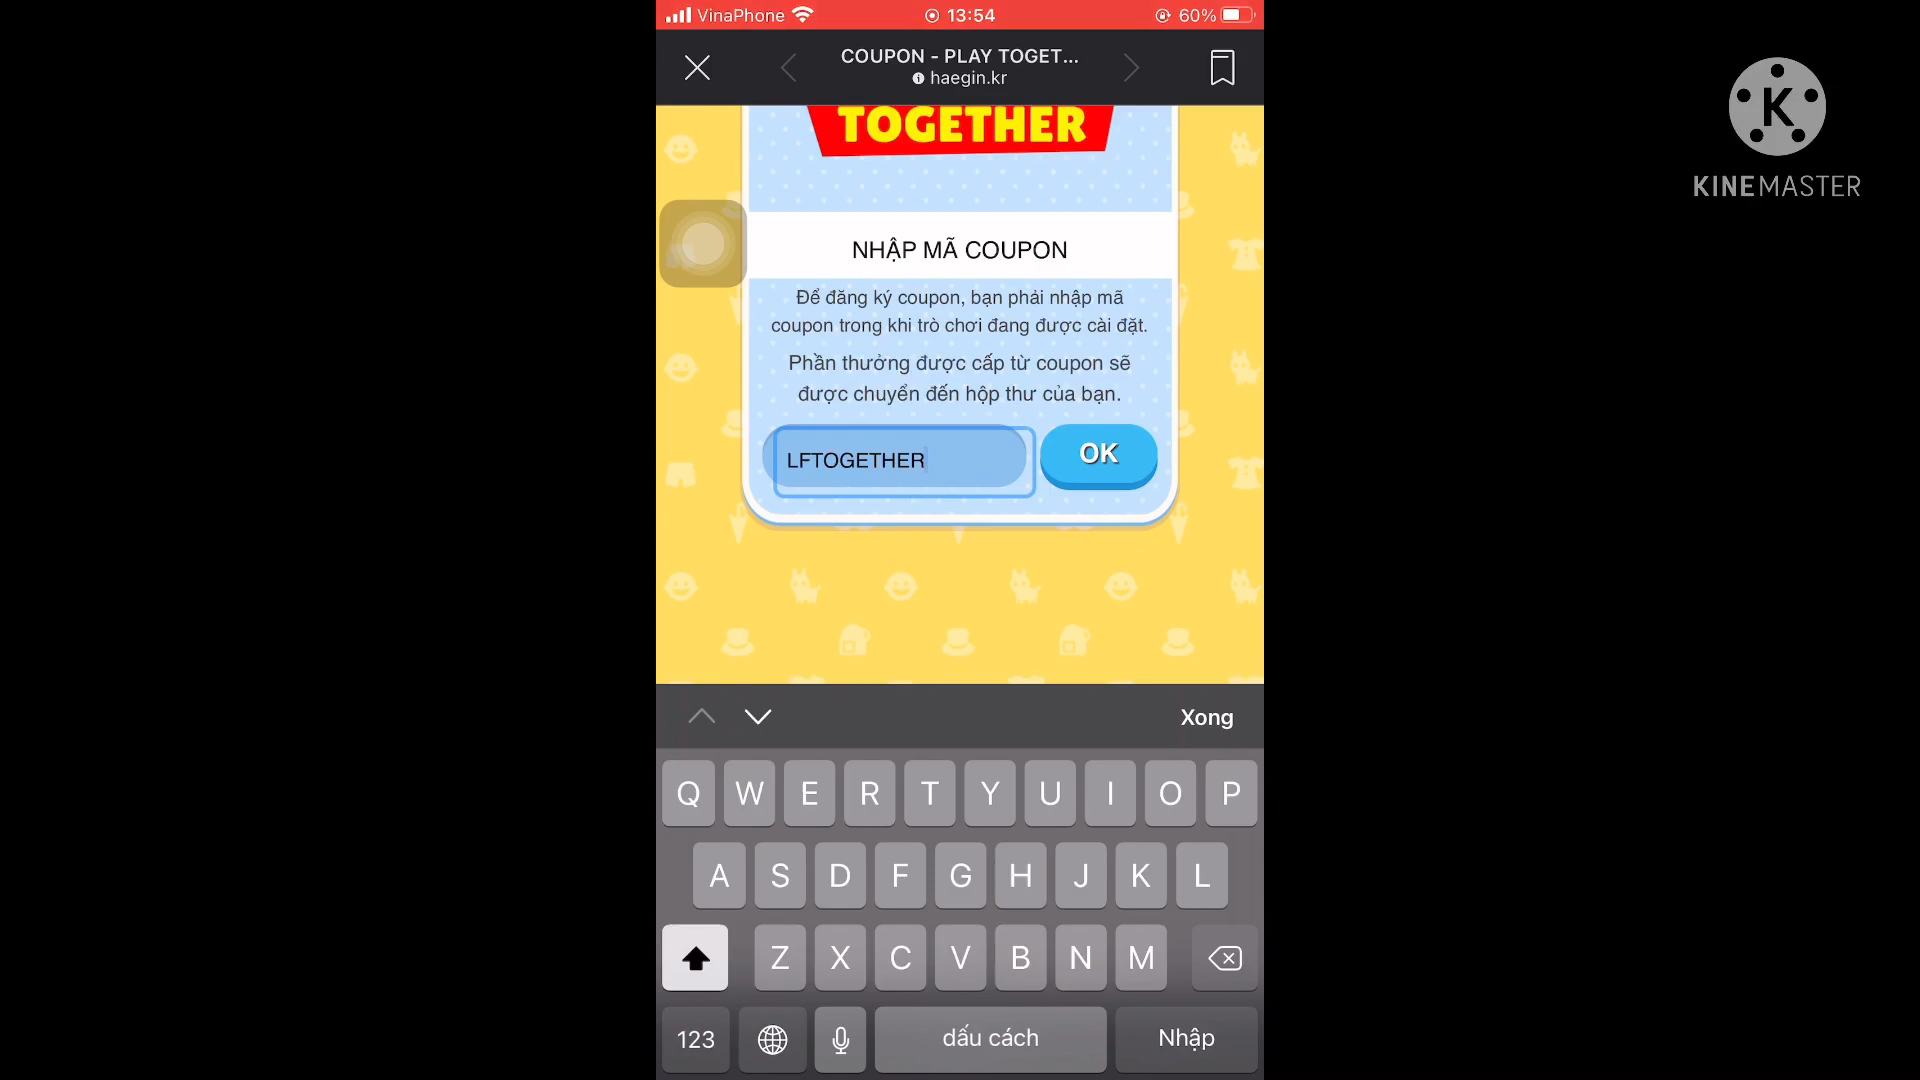 VinaPhone 13:54 60%
COUPON - PLAY TOGET...
haegin.kr
K
KINEMASTER
TOGETHER
NHẬP MÃ COUPON
Để đăng ký coupon, bạn phải nhập mã
coupon trong khi trò chơi đang được cài đặt.
Phần thưởng được cấp từ coupon sẽ
được chuyển đến hộp thư của bạn.
LFTOGETHER OK
Xong
Q W E R T Y U I O P
A S D F G H J K L
Z X C V B N M
123 dấu cách Nhập